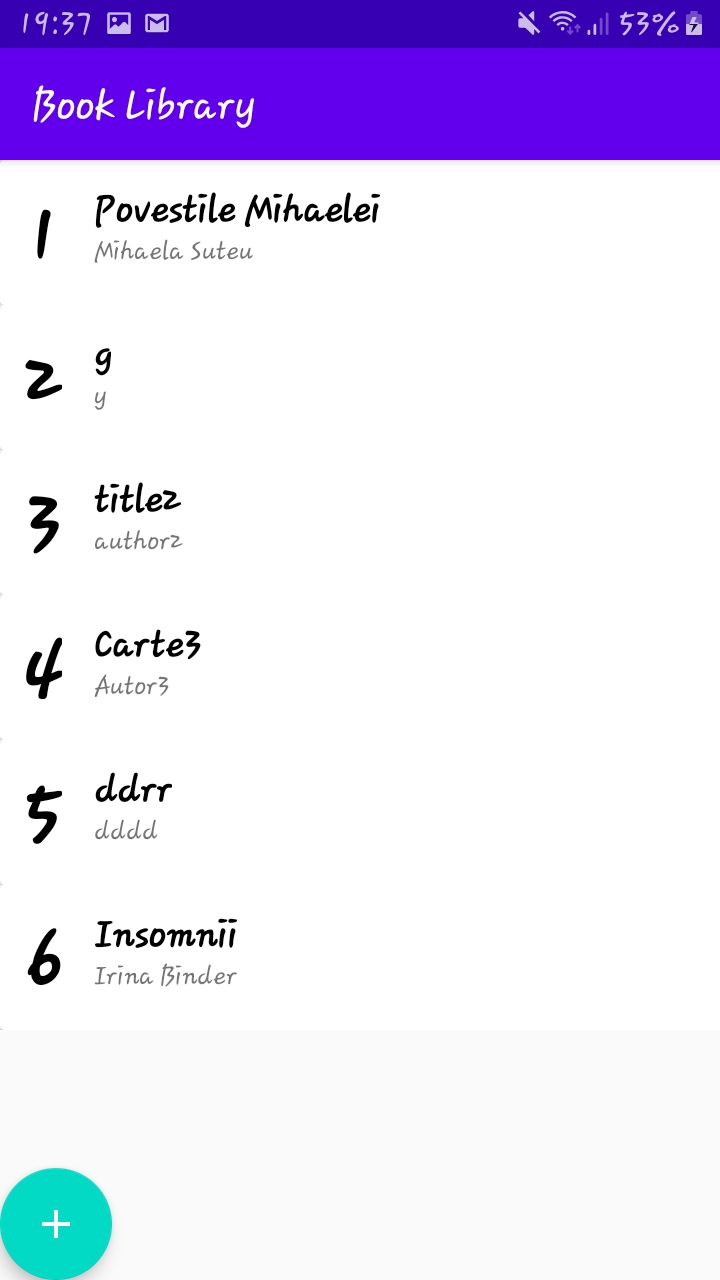 19:37 53%
Book Library
1 Povestile Mihaelei
Mihaela Suteu
2 g
y
3 title2
author2
4 Carte3
Autor3
5 ddrr
dddd
6 Insomnii
Irina Binder
+